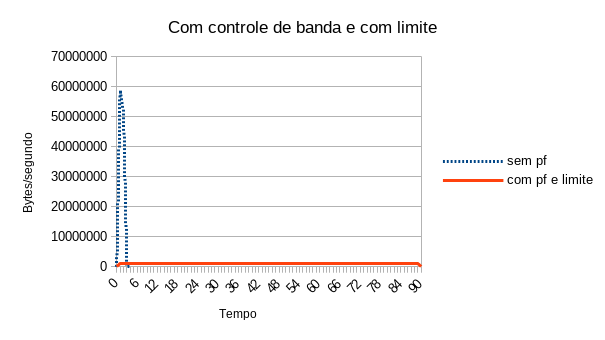 Com controle de banda e com limite
70000000
60000000
50000000
40000000
30000000
20000000
10000000
0
Bytes/segundo
0 6 12 18 24 30 36 42 48 54 60 66 72 78 84 90
Tempo
sem pf
com pf e limite